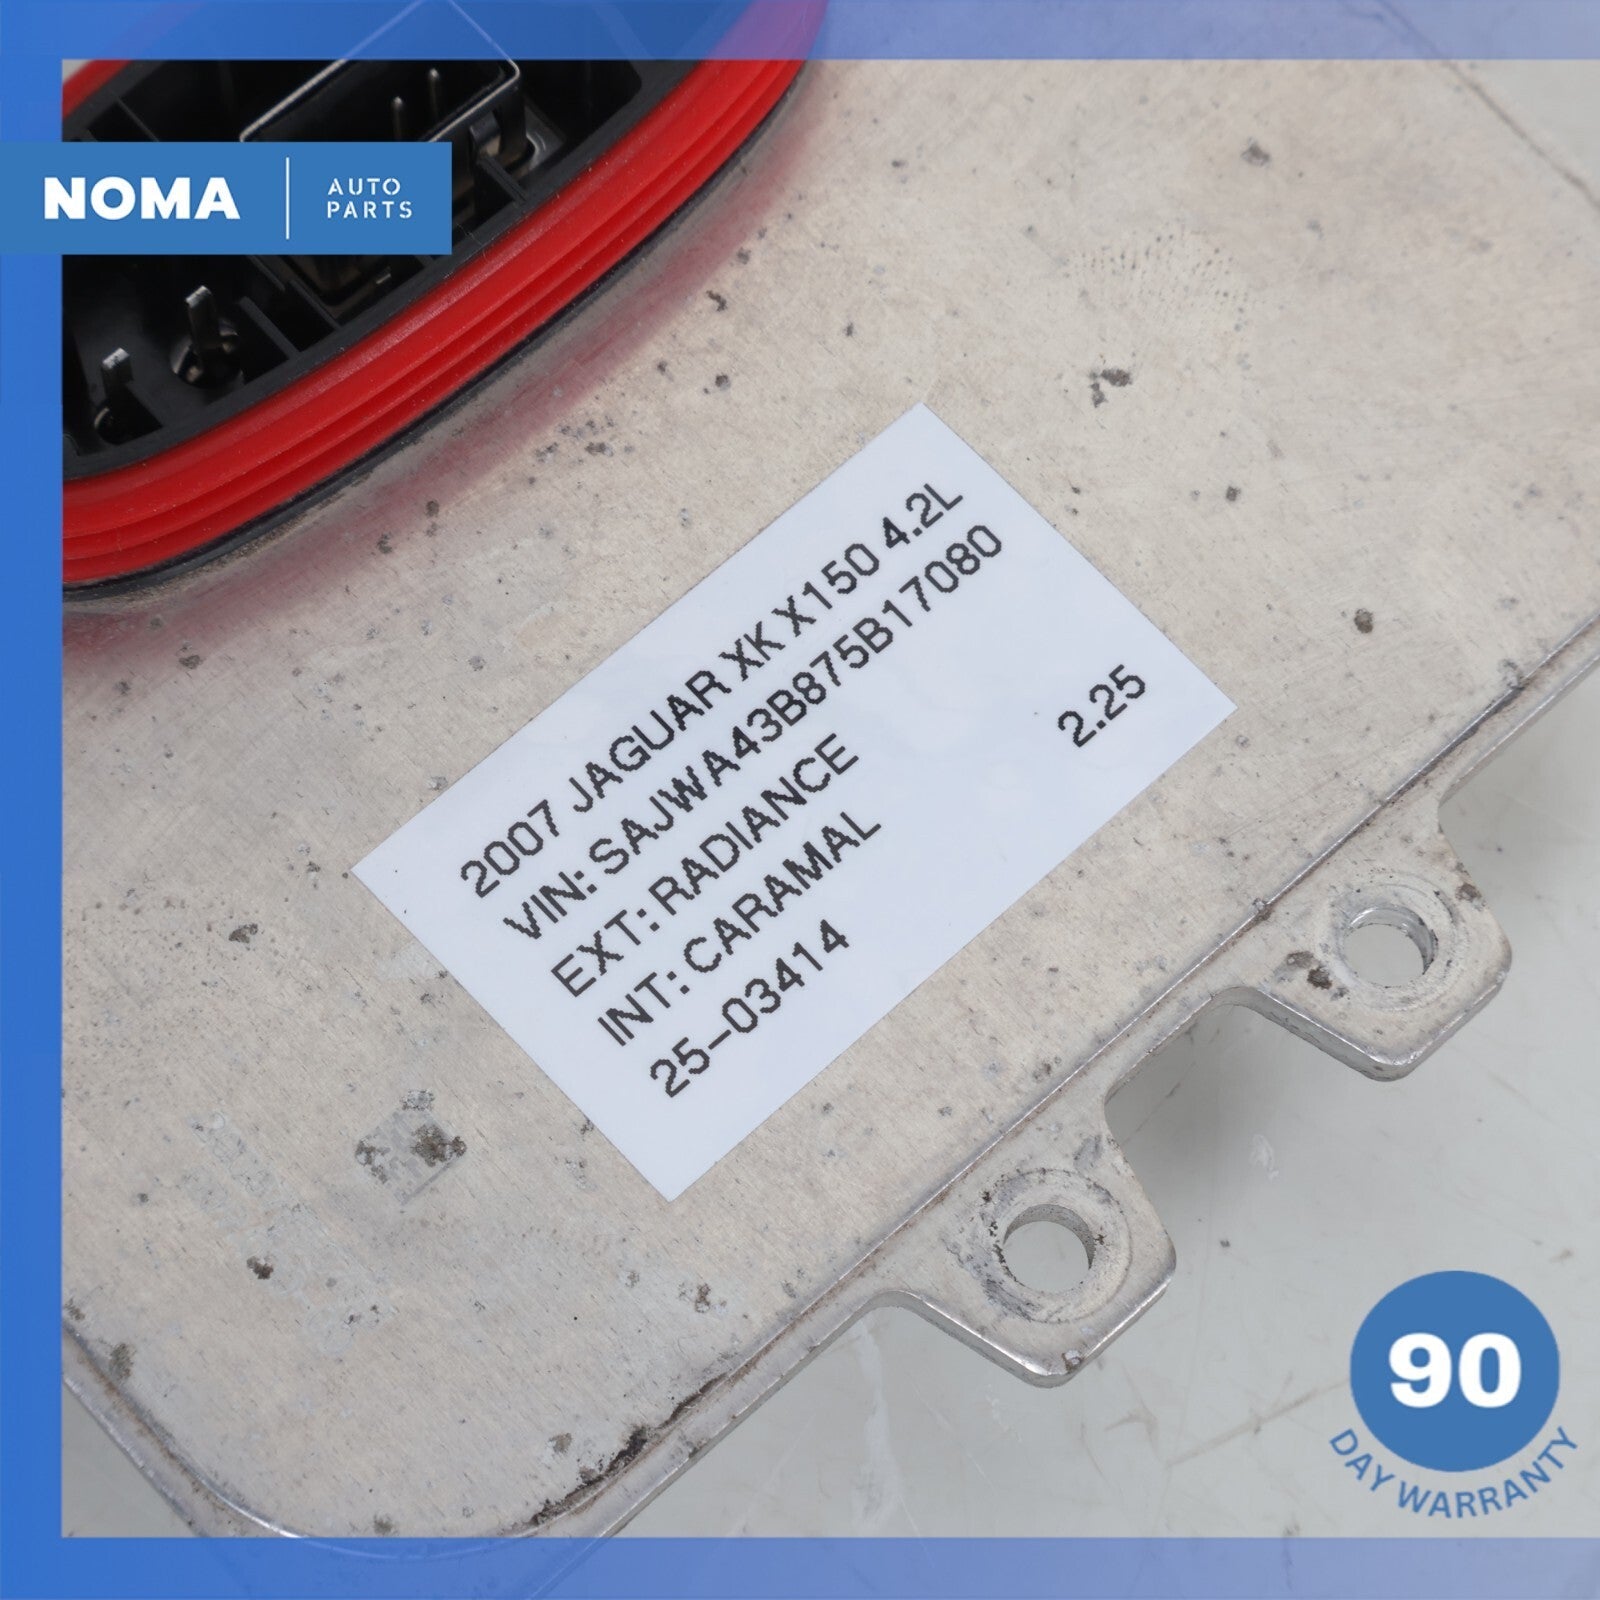 NOMA
AUTO
PARTS
2007 JAGUAR XK X150 4.2L
VIN: SAJWA43B875B17080
EXT: RADIANCE
INT: CARAMAL
2.25
25-03414
90
DAY WARRANTY